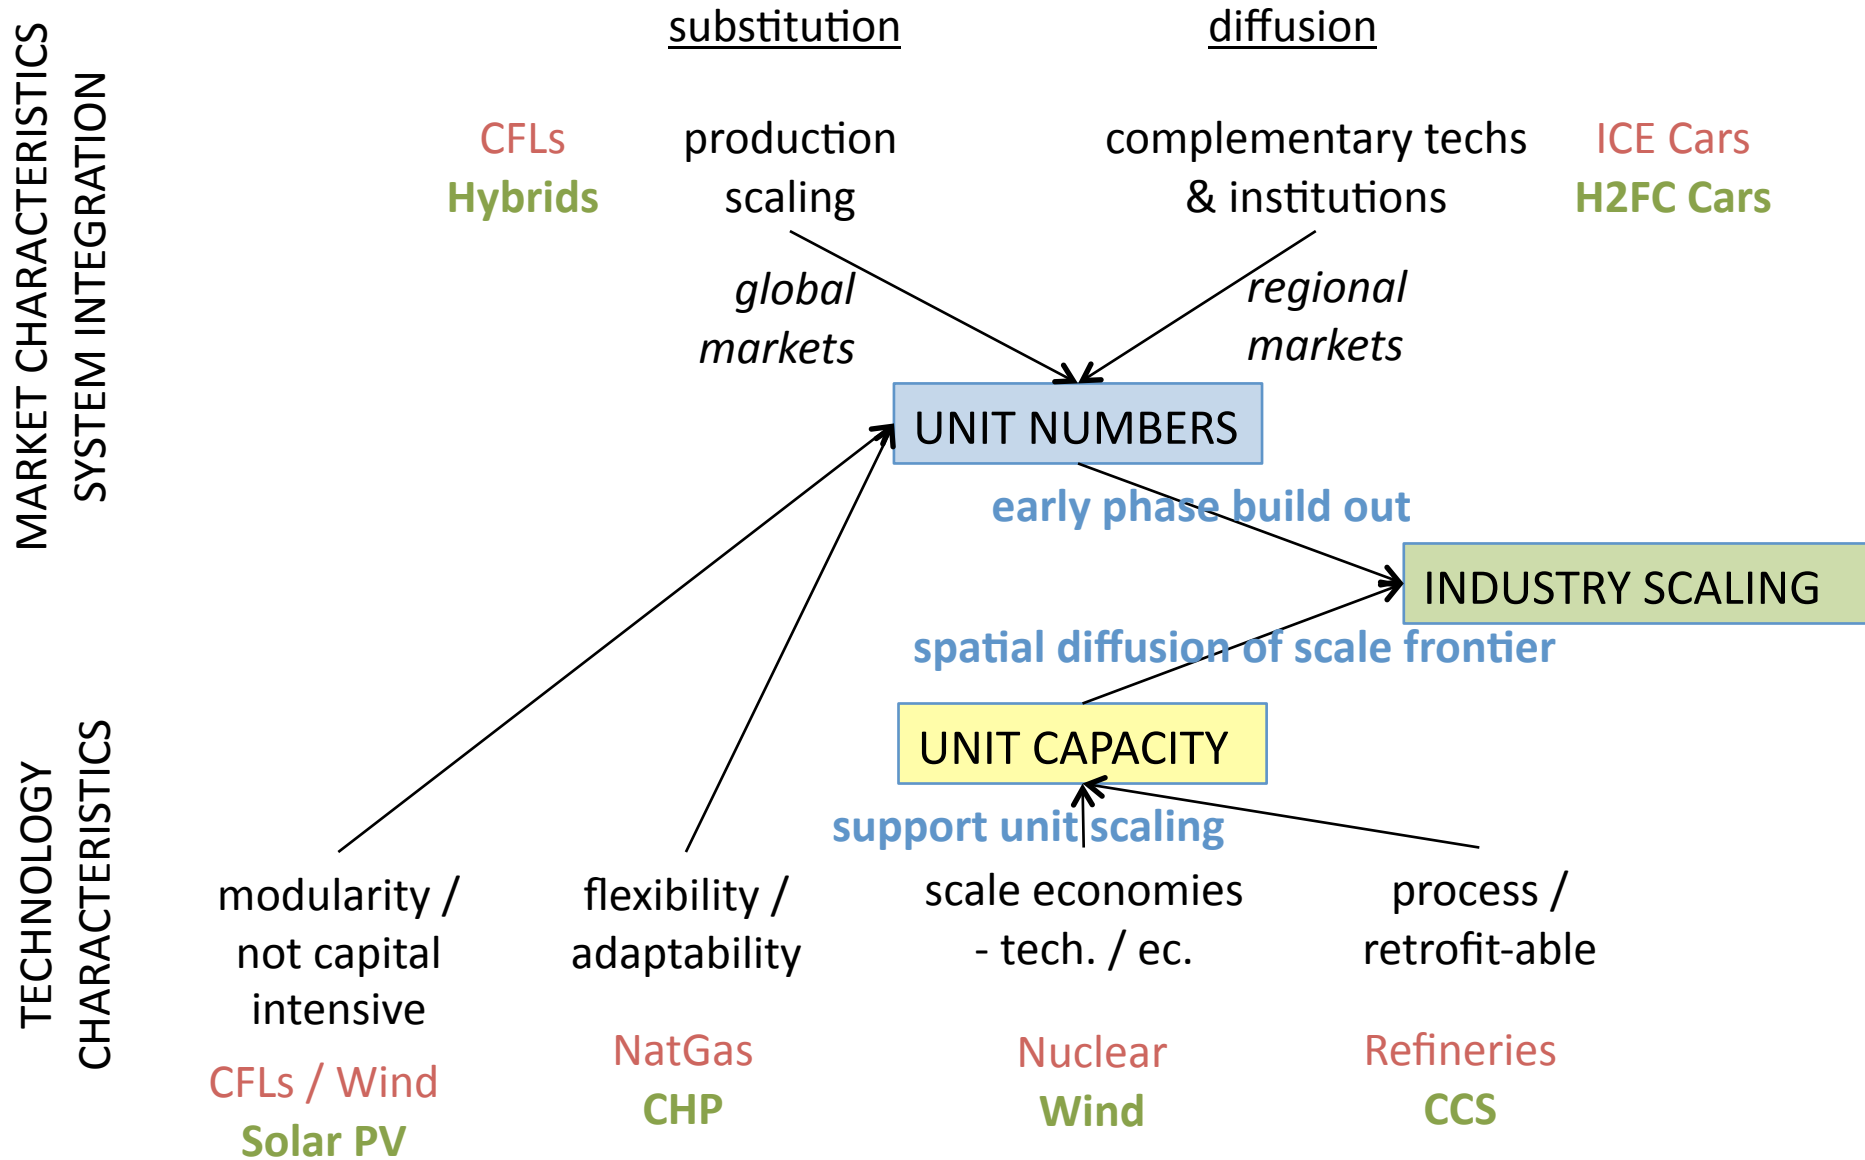 MARKET CHARACTERISTICS
SYSTEM INTEGRATION
substitution
diffusion
CFLs
Hybrids
production
scaling
complementary techs
& institutions
ICE Cars
H2FC Cars
global
markets
regional
markets
UNIT NUMBERS
early phase build out
INDUSTRY SCALING
spatial diffusion of scale frontier
UNIT CAPACITY
support unit scaling
TECHNOLOGY
CHARACTERISTICS
modularity /
not capital
intensive
CFLs / Wind
Solar PV
flexibility /
adaptability
NatGas
CHP
scale economies
- tech. / ec.
Nuclear
Wind
process /
retrofit-able
Refineries
CCS